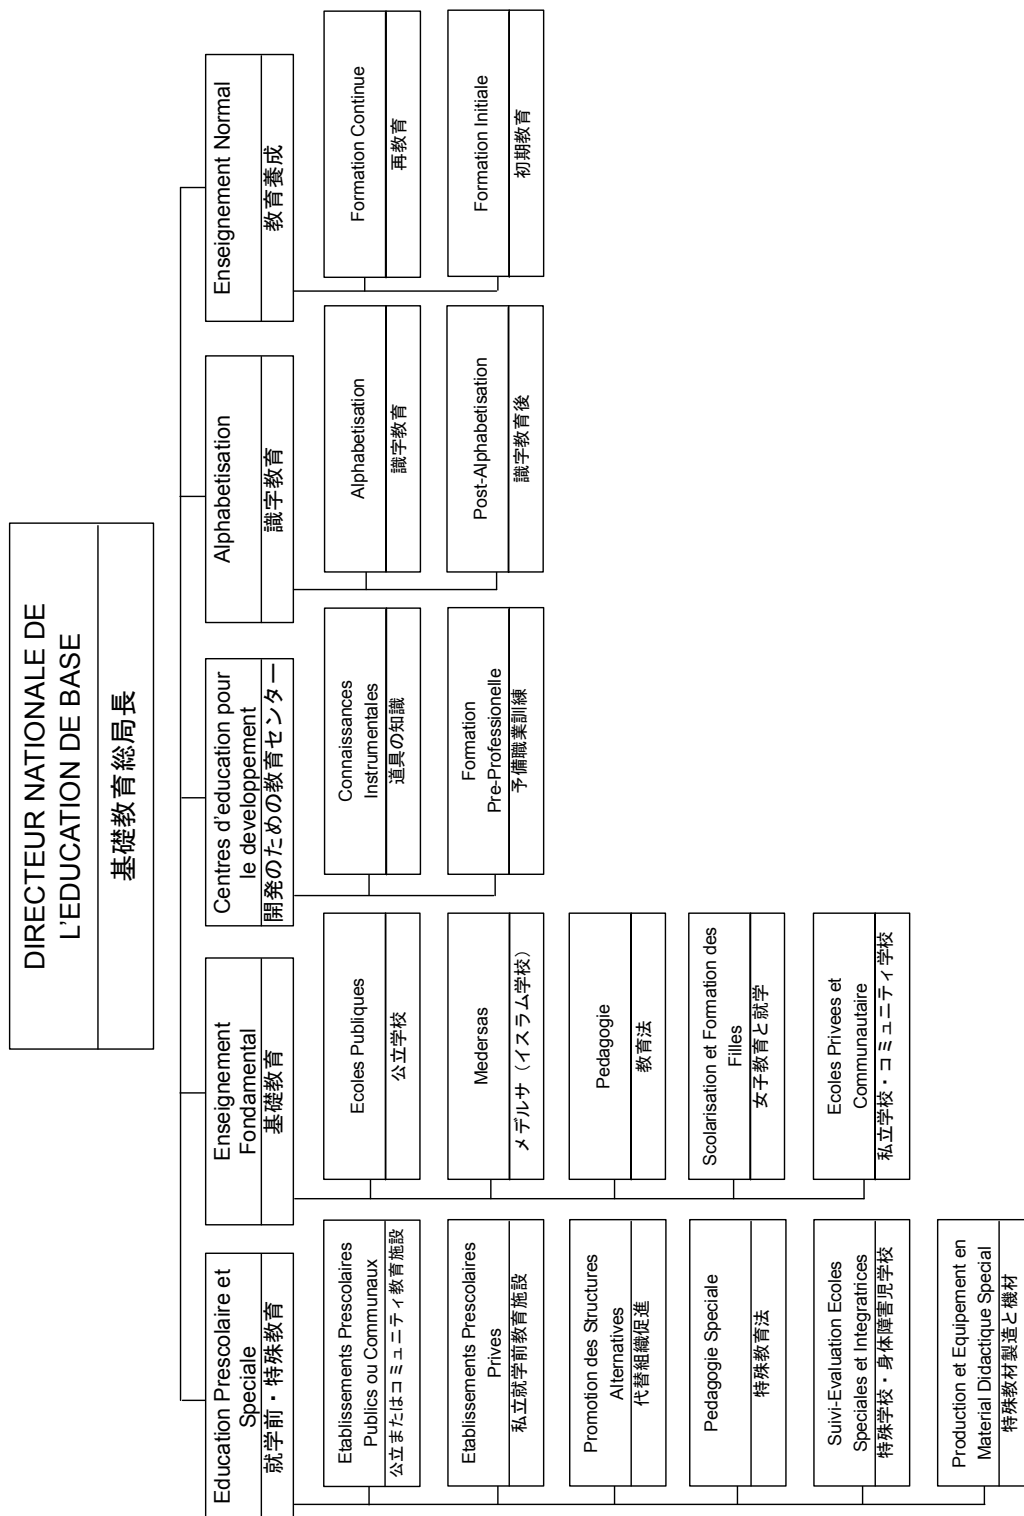 DIRECTEUR NATIONALE DE
L'EDUCATION DE BASE
基礎教育総局長
Education Prescolaire et
Speciale
就学前・特殊教育
Etablissements Prescolaires
Publics ou Communaux
公立またはコミュニティ教育施設
Etablissements Prescolaires
Prives
私立就学前教育施設
Promotion des Structures
Alternatives
代替組織促進
Pedagogie Speciale
特殊教育法
Suivi-Evaluation Ecoles
Speciales et Integratrices
特殊学校・身体障害児学校
Production et Equipement en
Material Didactique Special
特殊教材製造と機材
Enseignement
Fondamental
基礎教育
Ecoles Publiques
公立学校
Medersas
メデルサ（イスラム学校）
Pedagogie
教育法
Scolarisation et Formation des
Filles
女子教育と就学
Ecoles Privees et
Communautaire
私立学校・コミュニティ学校
Centres d'education pour
le developpement
開発のための教育センター
Connaissances
Instrumentales
道具の知識
Formation
Pre-Professionelle
予備職業訓練
Alphabetisation
識字教育
Alphabetisation
識字教育
Post-Alphabetisation
識字教育後
Enseignement Normal
教育養成
Formation Continue
再教育
Formation Initiale
初期教育